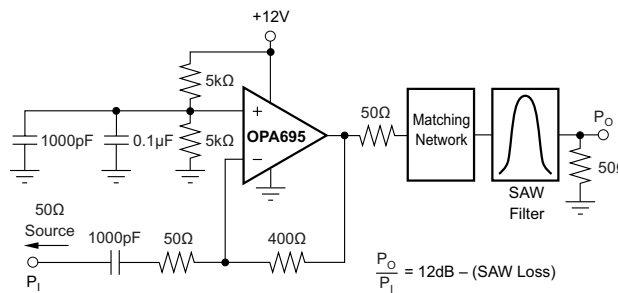 +12V
5kΩ
1000pF
0.1µF
5kΩ
+
OPA695
−
50Ω
Matching
Network
SAW
Filter
PO
50Ω
50Ω
Source
1000pF
50Ω
400Ω
PI
PO
PI
= 12dB – (SAW Loss)